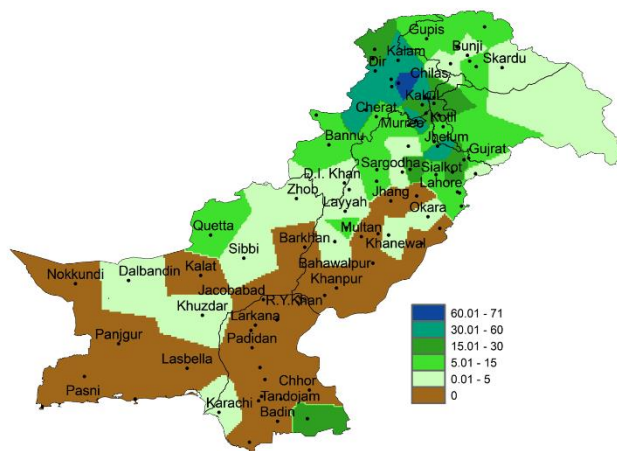 Gupis
Kalam
Bunji
Dir
Skardu
Chilas
Kakul
Cherat
Murree
Kotli
Bannu
Jhelum
Gujrat
Sargodha
Sialkot
D.I. Khan
Zhob
Jhang
Lahore
Layyah
Okara
Quetta
Multan
Barkhan
Khanewal
Sibbi
Kalat
Bahawalpur
Nokkundi
Dalbandin
Khanpur
Jacobabad
R.Y.Khan
Khuzdar
Larkana
Panjgur
Padidan
Lasbella
Pasni
Chhor
Tandojam
Karachi
Badin
60.01 - 71
30.01 - 60
15.01 - 30
5.01 - 15
0.01 - 5
0